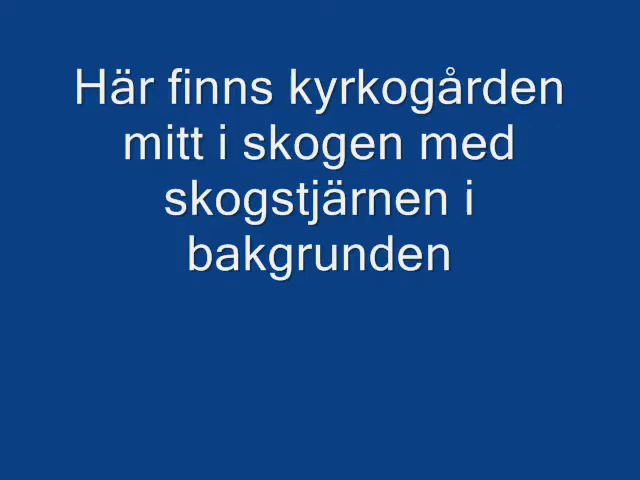 Här finns kyrkogården
mitt i skogen med
skogstjärnen i
bakgrunden